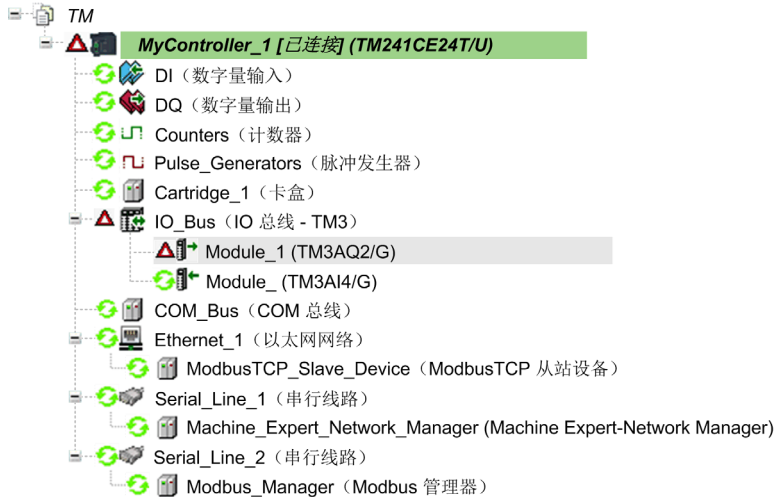 TM
MyController_1 [已连接] (TM241CE24T/U)
DI（数字量输入）
DQ（数字量输出）
Counters（计数器）
Pulse_Generators（脉冲发生器）
Cartridge_1（卡盒）
IO_Bus（IO 总线 - TM3）
Module_1 (TM3AQ2/G)
Module_ (TM3AI4/G)
COM_Bus（COM 总线）
Ethernet_1（以太网网络）
ModbusTCP_Slave_Device（ModbusTCP 从站设备）
Serial_Line_1（串行线路）
Machine_Expert_Network_Manager (Machine Expert-Network Manager)
Serial_Line_2（串行线路）
Modbus_Manager（Modbus 管理器）